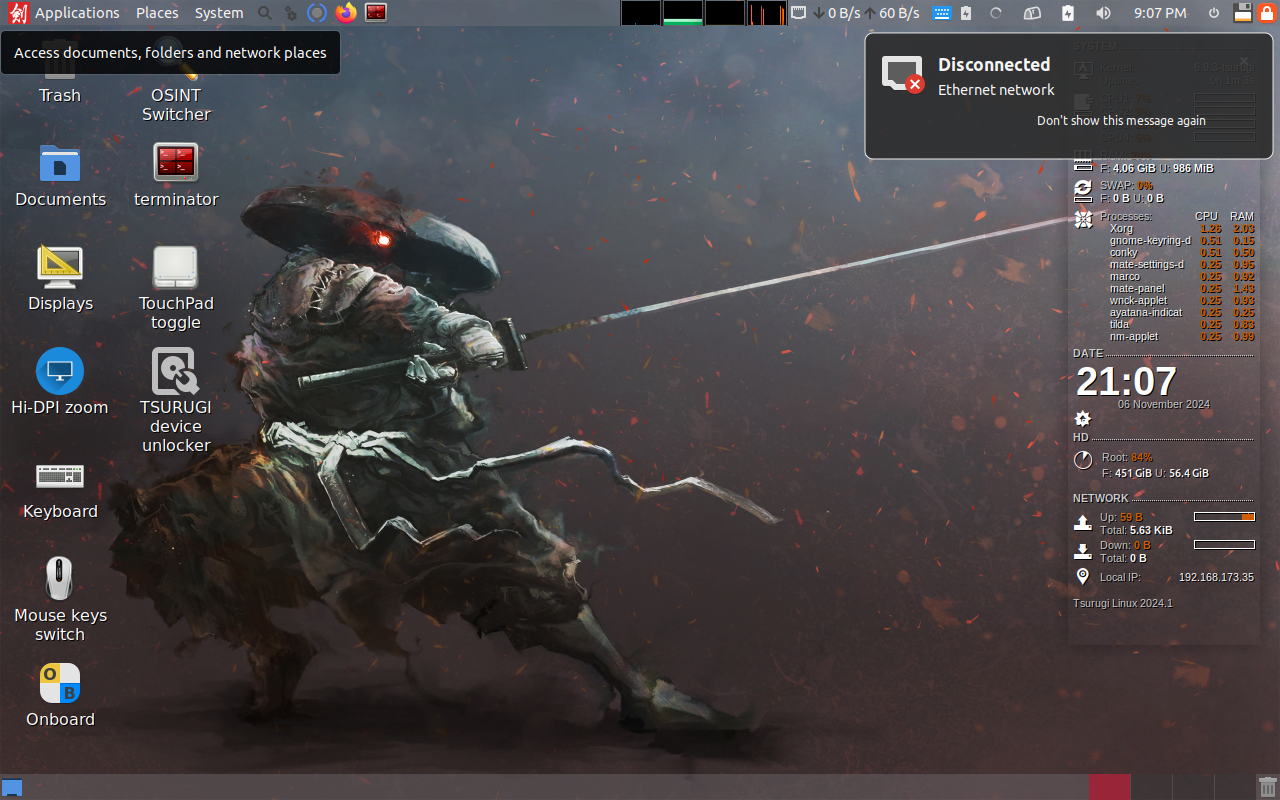 剣 Applications Places System
0 B/s 60 B/s 9:07 PM
Access documents, folders and network places
Disconnected
Ethernet network
Don't show this message again
Trash
OSINT
Switcher
Documents
terminator
Displays
TouchPad
toggle
Hi-DPI zoom
TSURUGI
device
unlocker
Keyboard
Mouse keys
switch
O
B
Onboard
SYSTEM
F: 4.06 GiB U: 986 MiB
SWAP: 0%
F: 0 B U: 0 B
Processes: CPU RAM
Xorg 1.26 2.03
gnome-keyring-d 0.51 0.15
conky 0.51 0.50
mate-settings-d 0.25 0.95
marco 0.25 0.92
mate-panel 0.25 1.43
wnck-applet 0.25 0.93
ayatana-indicat 0.25 0.25
tilda 0.25 0.83
nm-applet 0.25 0.99
DATE
21:07
06 November 2024
HD
Root: 84%
F: 451 GiB U: 56.4 GiB
NETWORK
Up: 59 B
Total: 5.63 KiB
Down: 0 B
Total: 0 B
Local IP: 192.168.173.35
Tsurugi Linux 2024.1